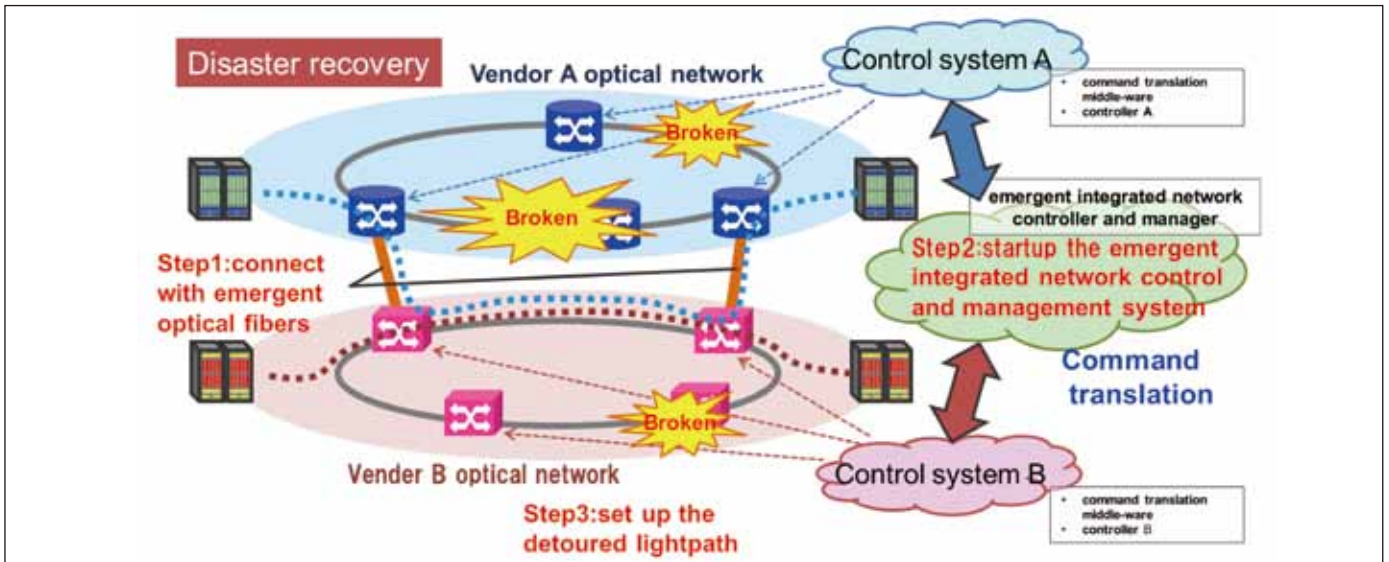 Disaster recovery
Vendor A optical network
Control system A
• command translation
middle-ware
• controller A
Broken
Broken
emergent integrated network
controller and manager
Step1:connect
with emergent
optical fibers
Step2:startup the emergent
integrated network control
and management system
Command
translation
Broken
Vender B optical network
Control system B
• command translation
middle-ware
• controller B
Step3:set up the
detoured lightpath